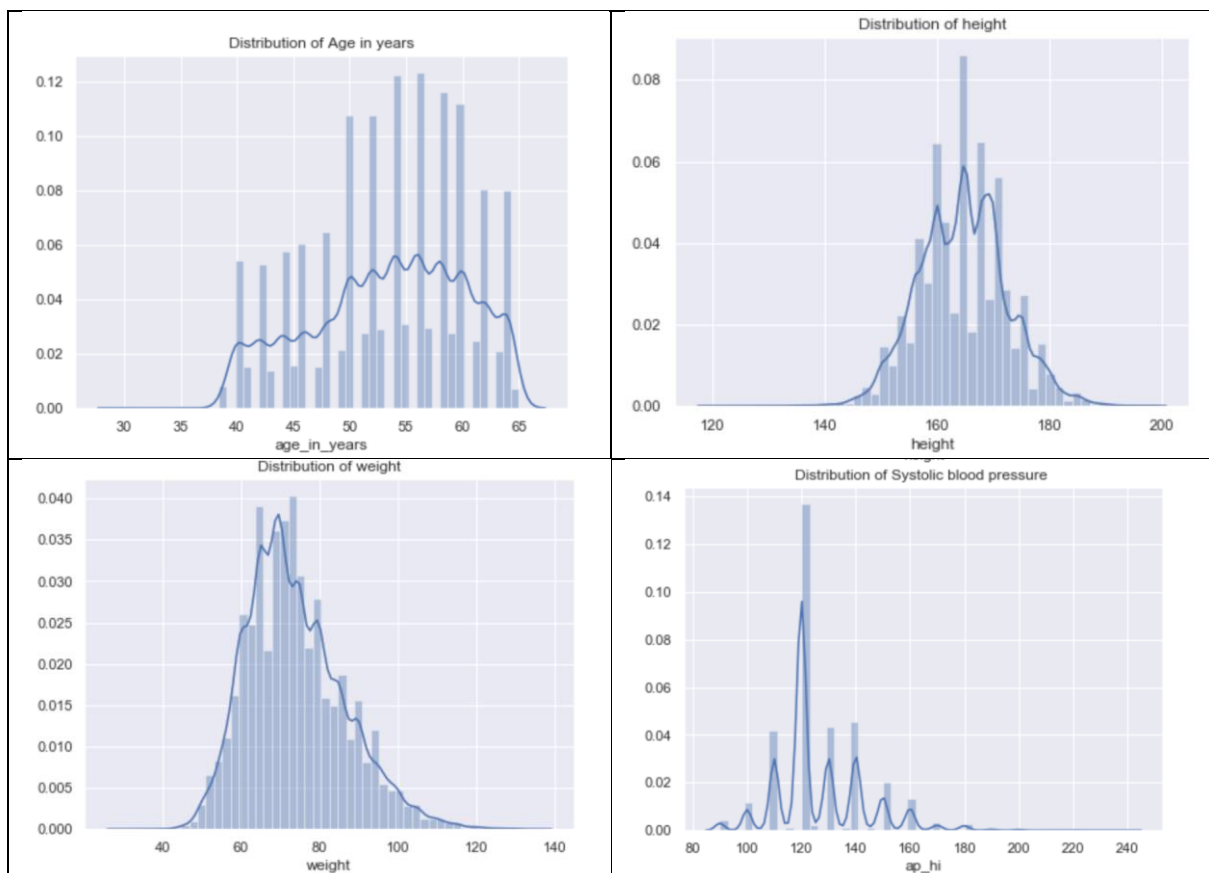 Distribution of Age in years
0.12
0.10
0.08
0.06
0.04
0.02
0.00
30 35 40 45 50 55 60 65
age_in_years
Distribution of height
0.08
0.06
0.04
0.02
0.00
120 140 160 180 200
height
Distribution of weight
0.040
0.035
0.030
0.025
0.020
0.015
0.010
0.005
0.000
40 60 80 100 120 140
weight
Distribution of Systolic blood pressure
0.14
0.12
0.10
0.08
0.06
0.04
0.02
0.00
80 100 120 140 160 180 200 220 240
ap_hi